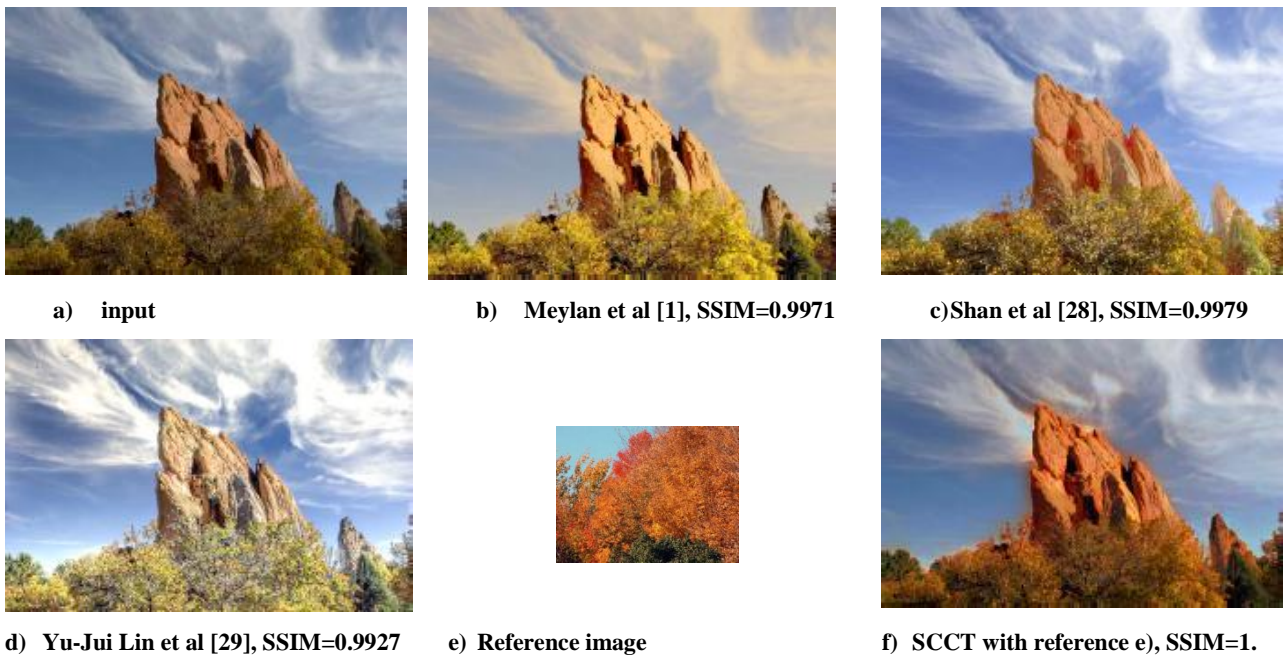 a) input
b) Meylan et al [1], SSIM=0.9971
c)Shan et al [28], SSIM=0.9979
d) Yu-Jui Lin et al [29], SSIM=0.9927
e) Reference image
f) SCCT with reference e), SSIM=1.